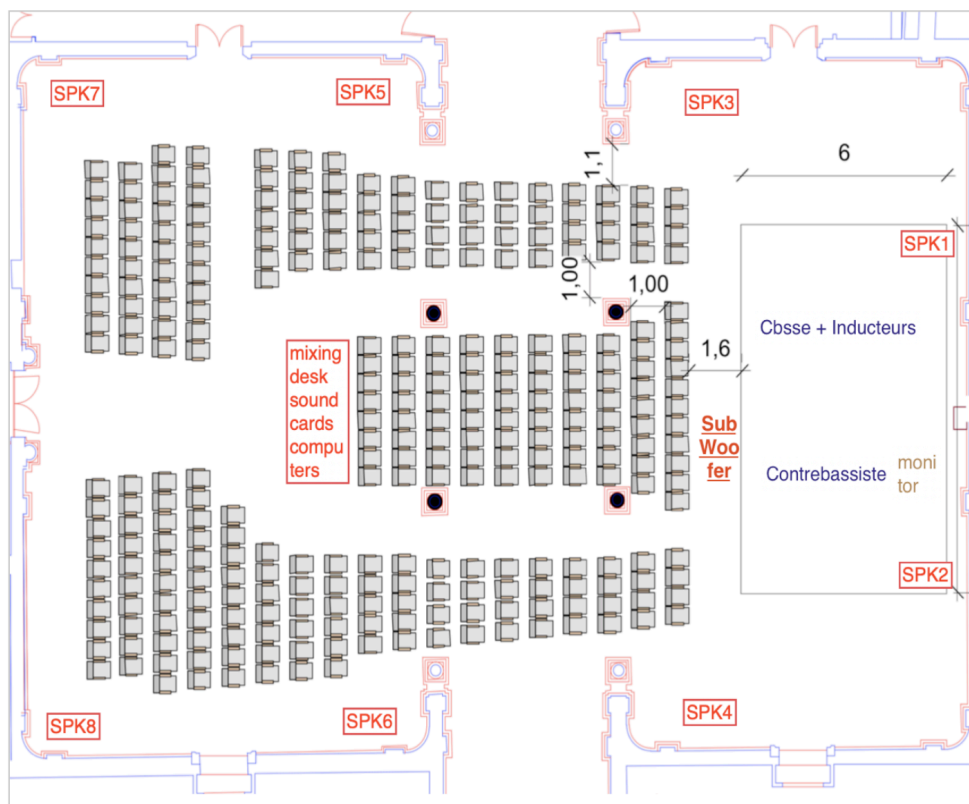 SPK7
SPK5
SPK3
1,1
6
SPK1
1,00
1,00
Cbsse + Inducteurs
mixing
desk
sound
cards
compu
ters
1,6
Sub
Woo
fer
Contrebassiste
moni
tor
SPK2
SPK8
SPK6
SPK4